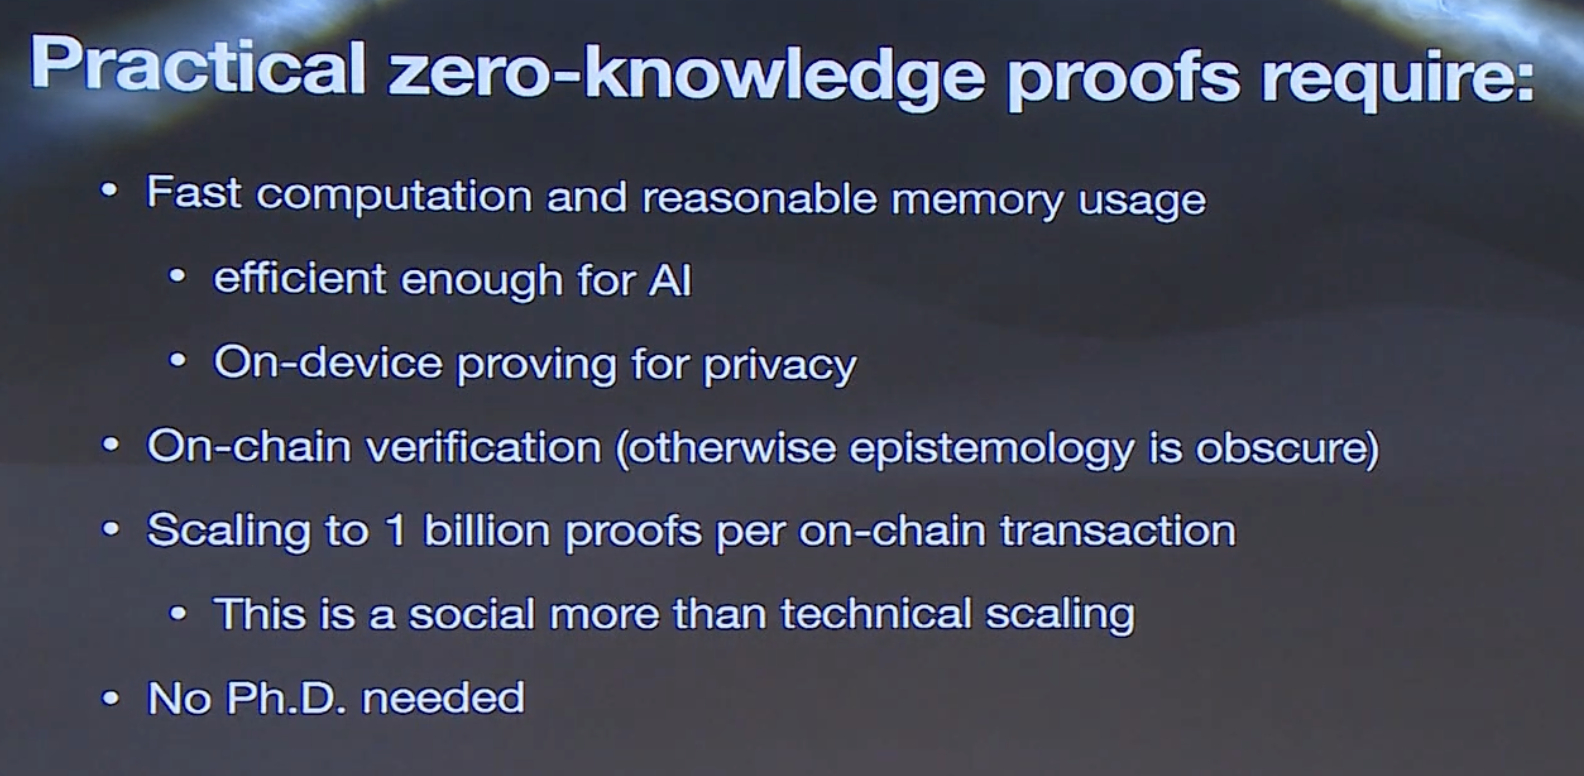 Practical zero-knowledge proofs require:
• Fast computation and reasonable memory usage
• efficient enough for AI
• On-device proving for privacy
• On-chain verification (otherwise epistemology is obscure)
• Scaling to 1 billion proofs per on-chain transaction
• This is a social more than technical scaling
• No Ph.D. needed